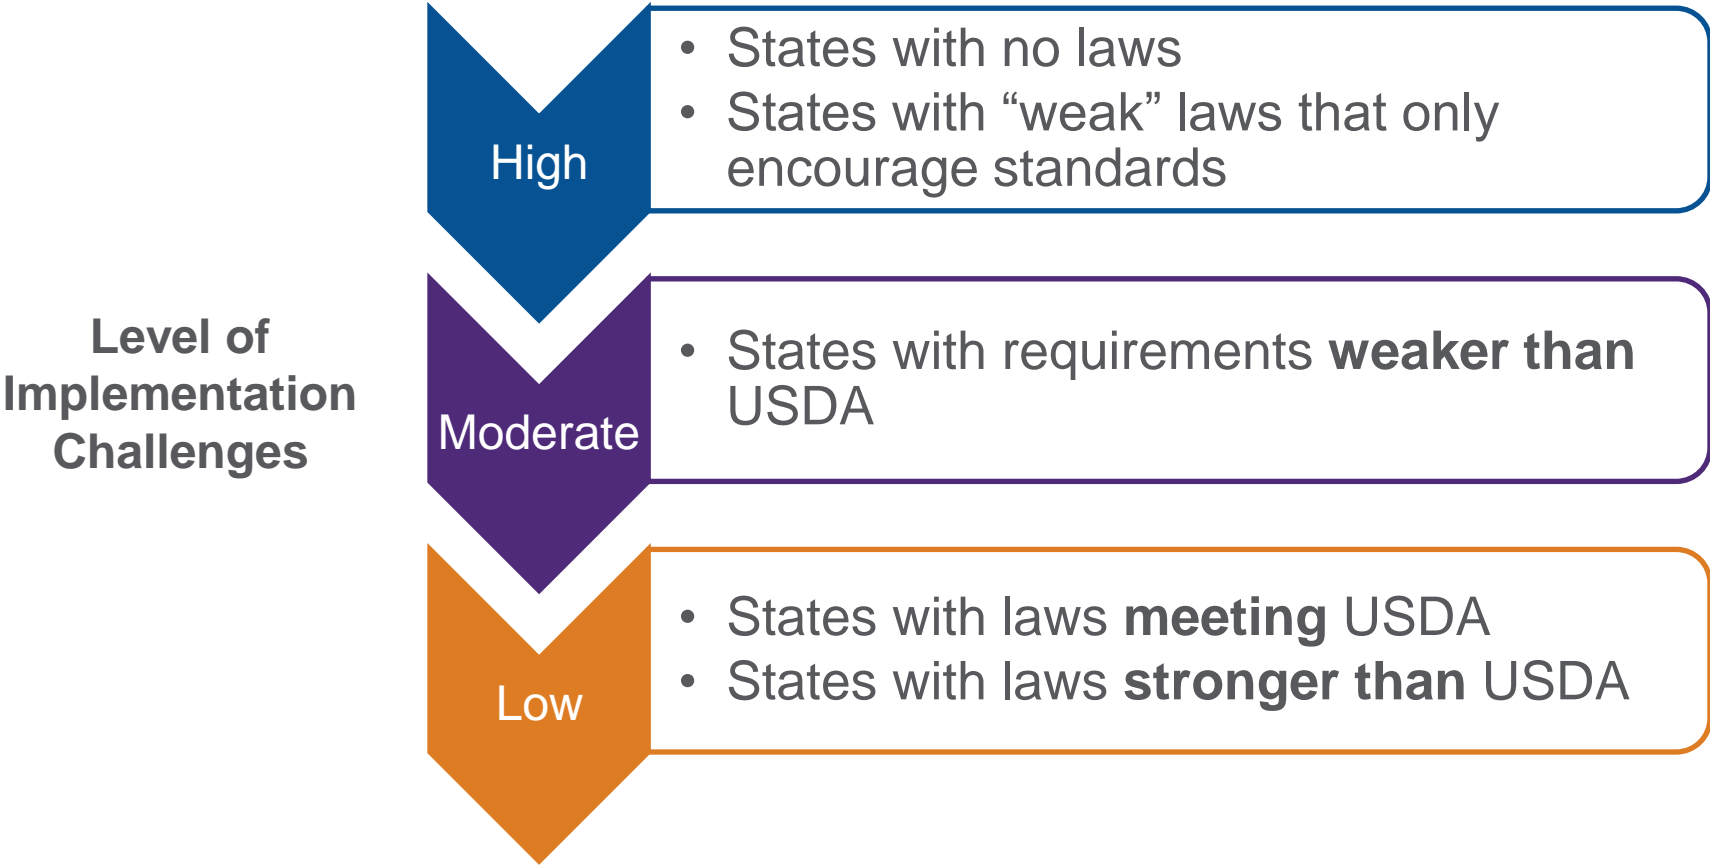 Level of
Implementation
Challenges
High
• States with no laws
• States with “weak” laws that only
encourage standards
Moderate
• States with requirements weaker than
USDA
Low
• States with laws meeting USDA
• States with laws stronger than USDA